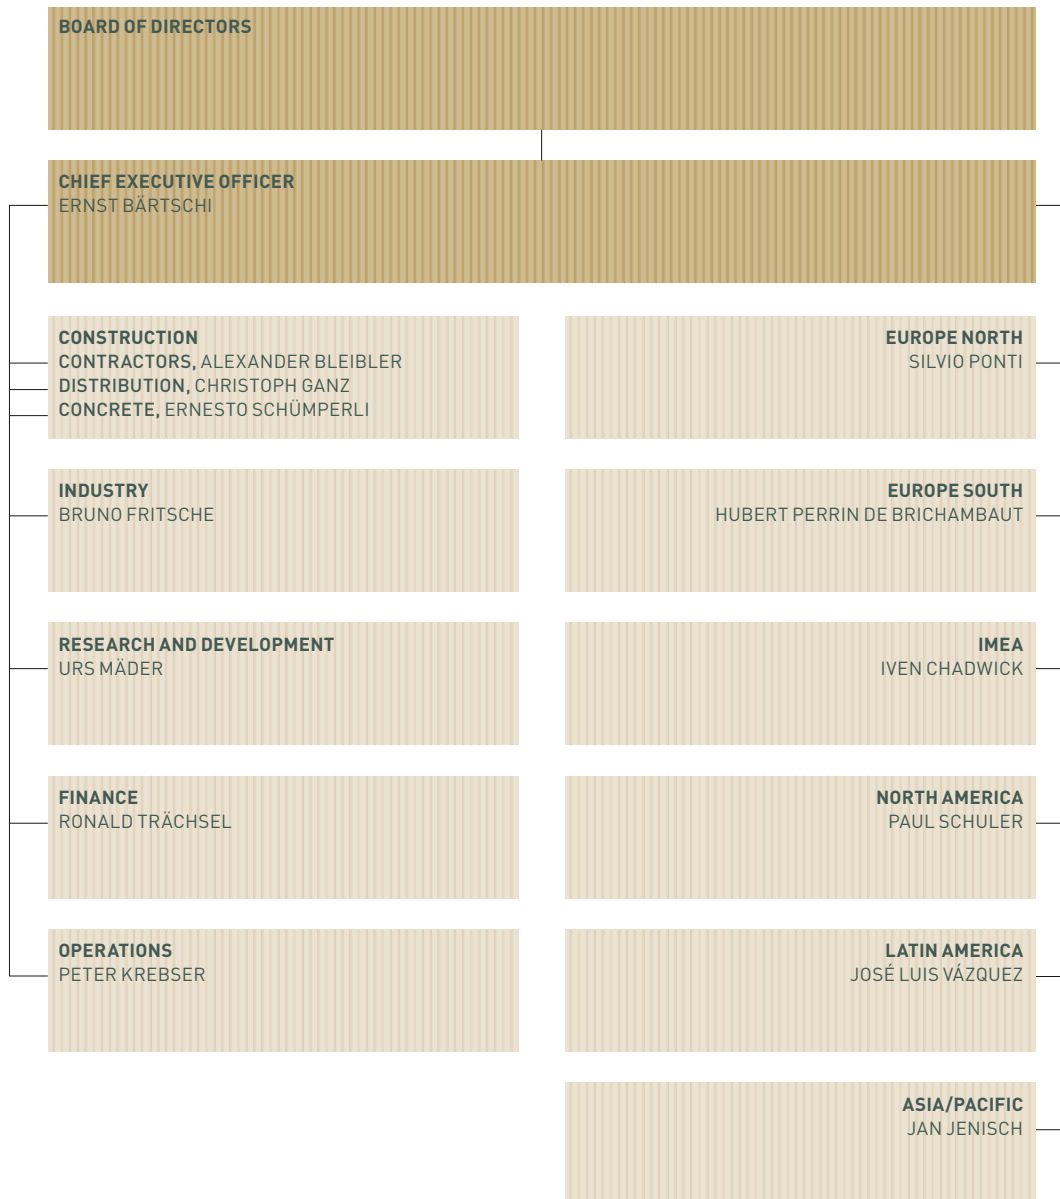 BOARD OF DIRECTORS
CHIEF EXECUTIVE OFFICER
ERNST BÄRTSCHI
CONSTRUCTION
CONTRACTORS, ALEXANDER BLEIBLER
DISTRIBUTION, CHRISTOPH GANZ
CONCRETE, ERNESTO SCHÜMPERLI
EUROPE NORTH
SILVIO PONTI
INDUSTRY
BRUNO FRITSCHE
EUROPE SOUTH
HUBERT PERRIN DE BRICHAMBAUT
RESEARCH AND DEVELOPMENT
URS MÄDER
IMEA
IVEN CHADWICK
FINANCE
RONALD TRÄCHSEL
NORTH AMERICA
PAUL SCHULER
OPERATIONS
PETER KREBSER
LATIN AMERICA
JOSÉ LUIS VÁZQUEZ
ASIA/PACIFIC
JAN JENISCH